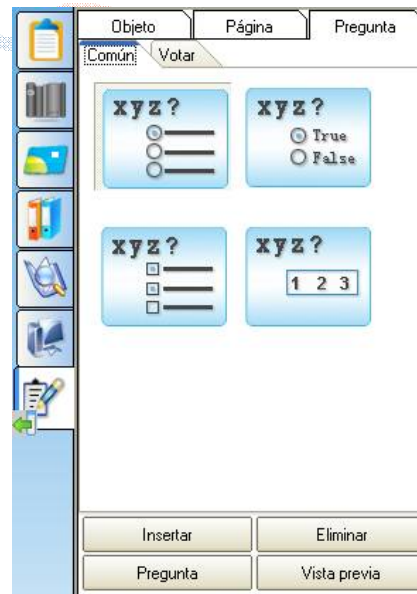 Objeto Página Pregunta
Común Votar
xyz? xyz?
True
False
xyz? xyz?
1 2 3
Insertar Eliminar
Pregunta Vista previa